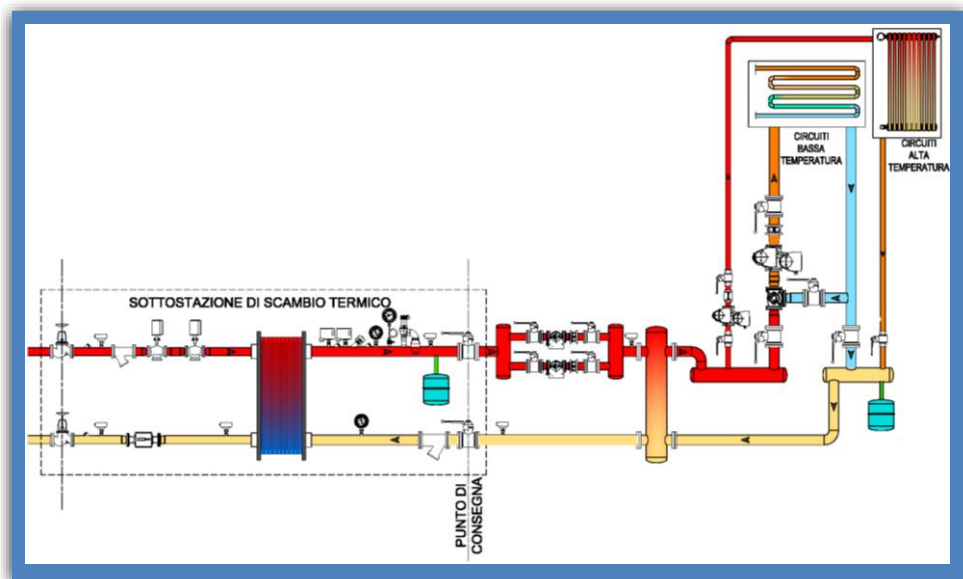 CIRCUITI
BASSA
TEMPERATURA
CIRCUITI
ALTA
TEMPERATURA
SOTTOSTAZIONE DI SCAMBIO TERMICO
PUNTO DI
CONSEGNA